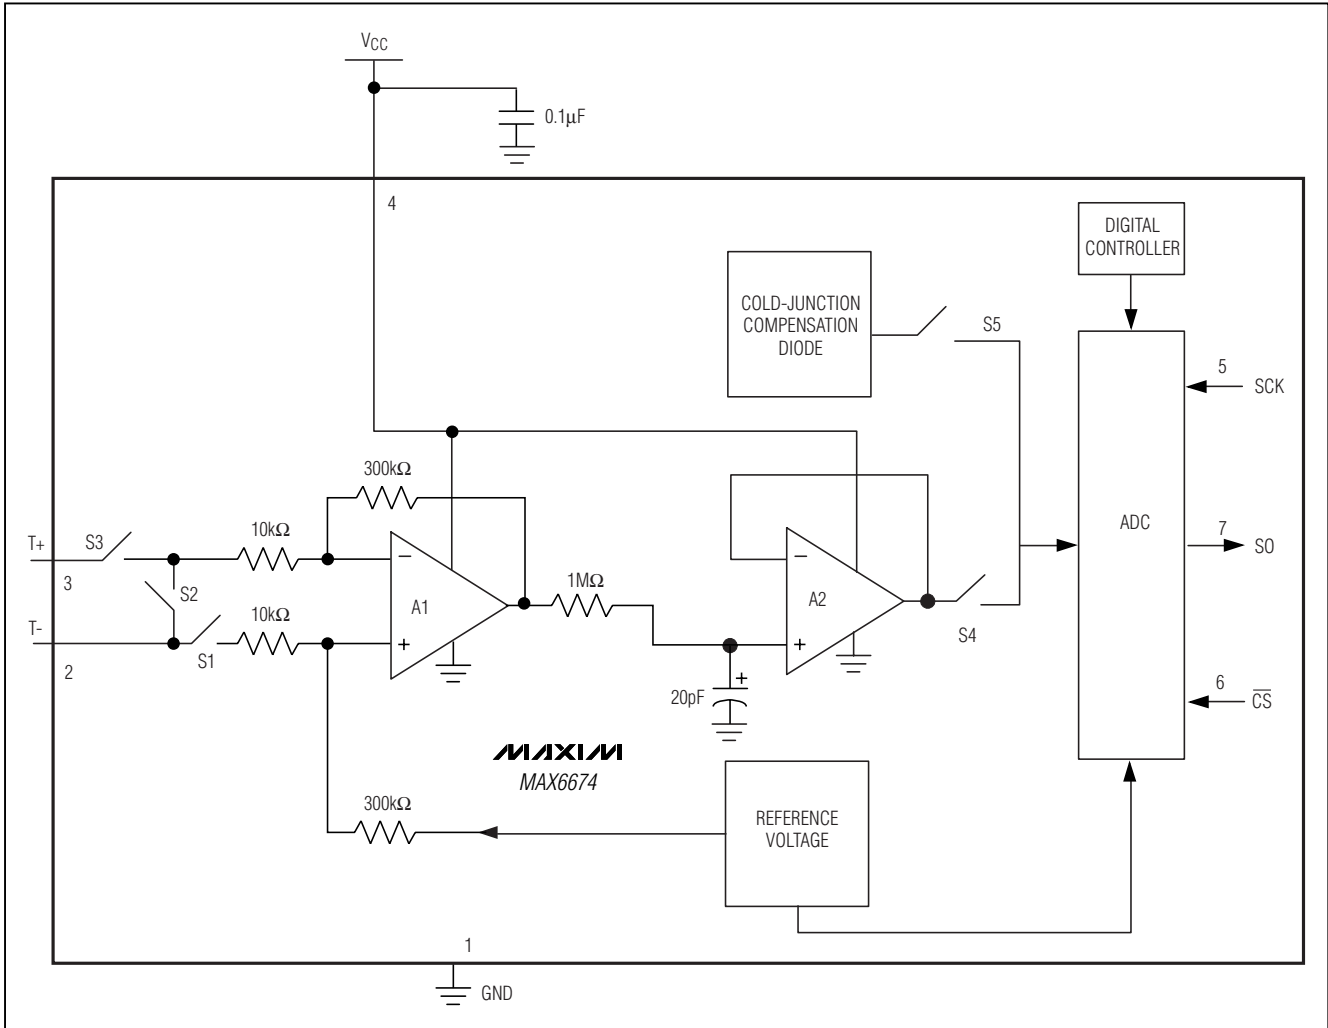 VCC
0.1μF
4
DIGITAL
CONTROLLER
COLD-JUNCTION
COMPENSATION
DIODE
S5
5
SCK
300kΩ
10kΩ
T+
S3
3
S2
A1
1MΩ
A2
ADC
7
SO
T-
2
S1
10kΩ
S4
20pF
6
CS
MAXIM
MAX6674
300kΩ
REFERENCE
VOLTAGE
1
GND